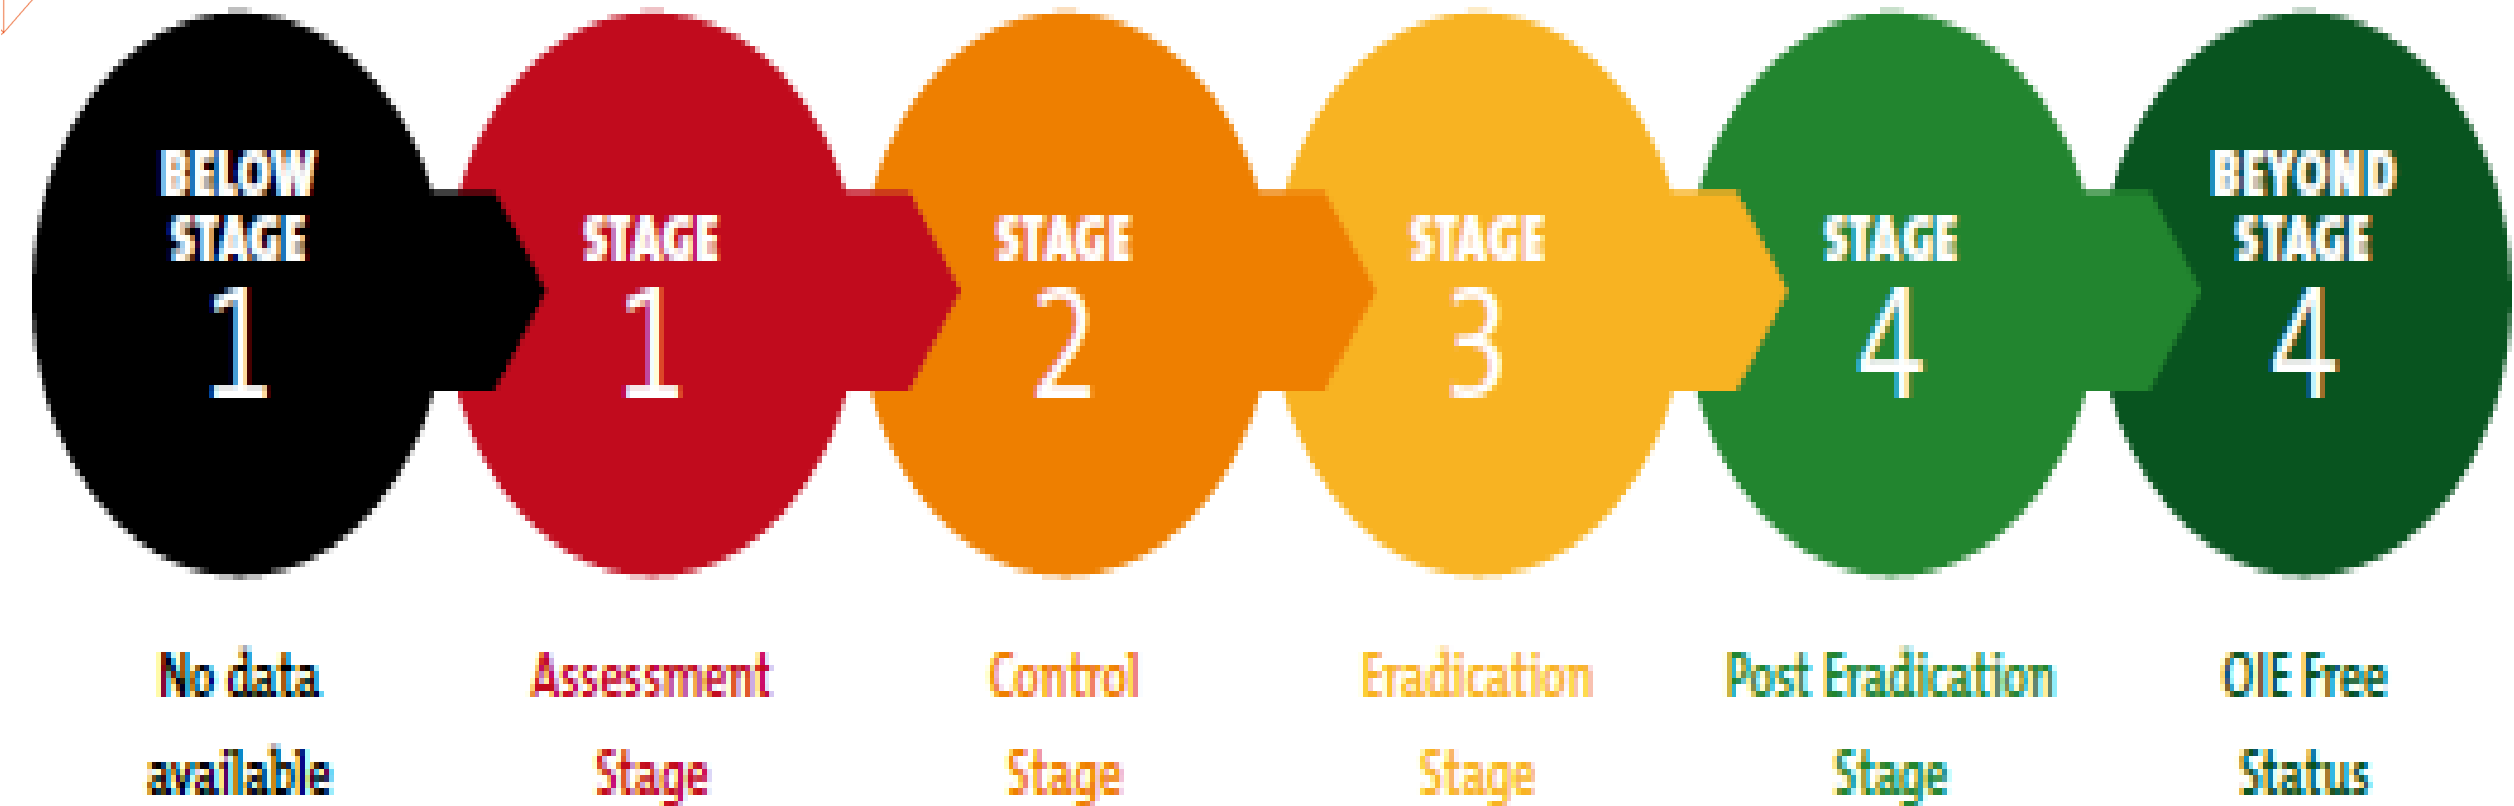 BELOW
STAGE
1
STAGE
1
STAGE
2
STAGE
3
STAGE
4
BEYOND
STAGE
4
No data
available
Assessment
Stage
Control
Stage
Eradication
Stage
Post Eradication
Stage
OIE Free
Status